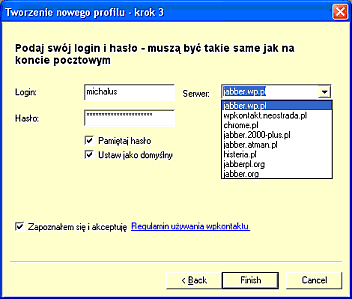 Tworzenie nowego profilu - krok 3
Podaj swój login i hasło - muszą być takie same jak na
koncie pocztowym
Login:
michalus
Serwer:
jabber.wp.pl
jabber.wp.pl
wpkontakt.neostrada.pl
chrome.pl
jabber.2000-plus.pl
jabber.atman.pl
histeria.pl
jabberpl.org
jabber.org
Hasło:
**********************
Pamiętaj hasło
Ustaw jako domyślny
Zapoznałem się i akceptuję Regulamin używania wpkontaktu.
< Back
Finish
Cancel